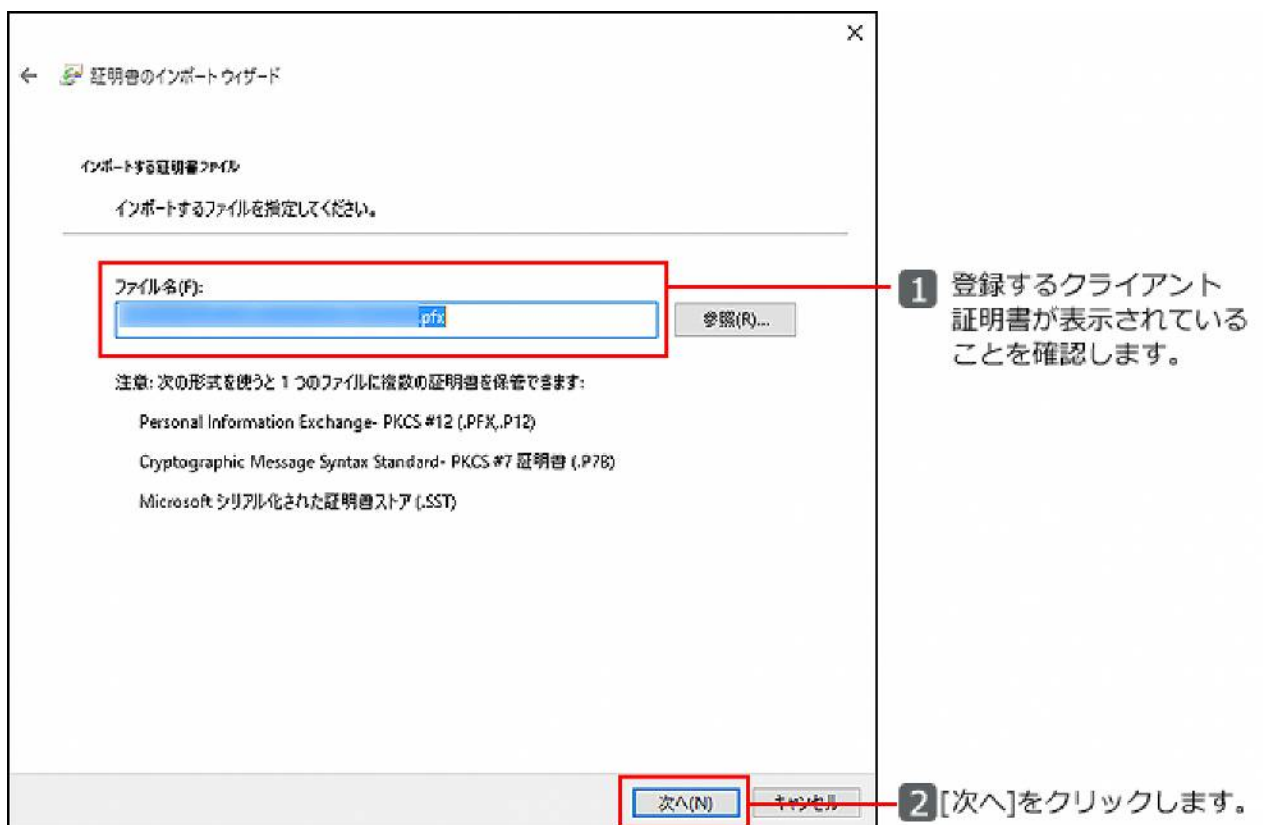 証明書のインポート ウィザード
インポートする証明書ファイル
インポートするファイルを指定してください。
ファイル名(F):
.pfx
参照(R)...
1 登録するクライアント
証明書が表示されている
ことを確認します。
注意: 次の形式を使うと 1 つのファイルに複数の証明書を保管できます:
Personal Information Exchange- PKCS #12 (.PFX,.P12)
Cryptographic Message Syntax Standard- PKCS #7 証明書 (.P7B)
Microsoft シリアル化された証明書ストア (.SST)
次へ(N)
キャンセル
2 [次へ]をクリックします。